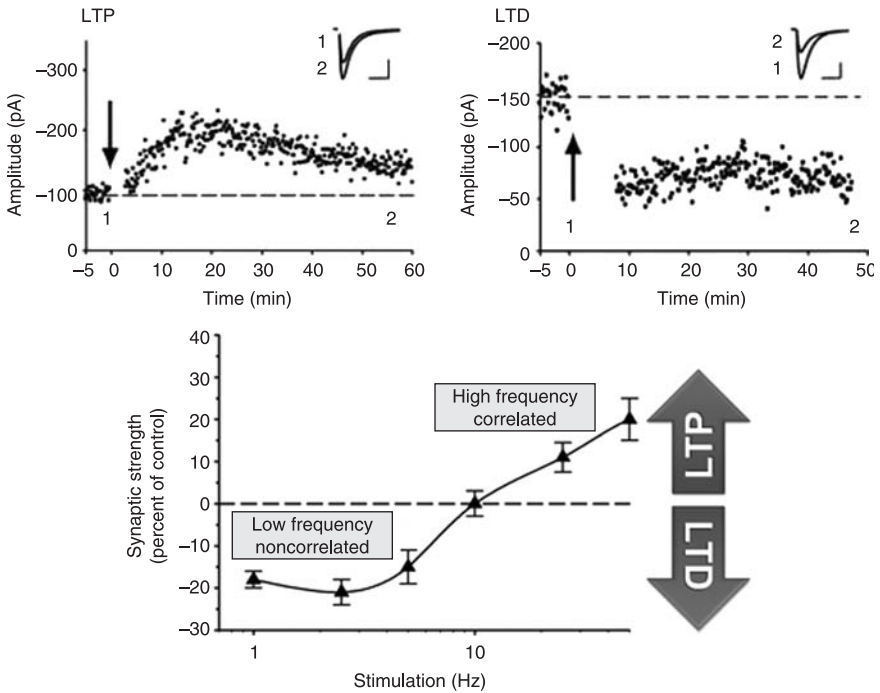 LTP
Amplitude (pA)
–300
–200
–100
0
1
2
1
2
–5
0
10
20
30
40
50
60
Time (min)
LTD
Amplitude (pA)
–200
–150
–100
–50
0
2
1
1
2
–5
0
10
20
30
40
50
Time (min)
Synaptic strength
(percent of control)
40
30
20
10
0
–10
–20
–30
High frequency
correlated
Low frequency
noncorrelated
1
10
Stimulation (Hz)
LTP
LTD